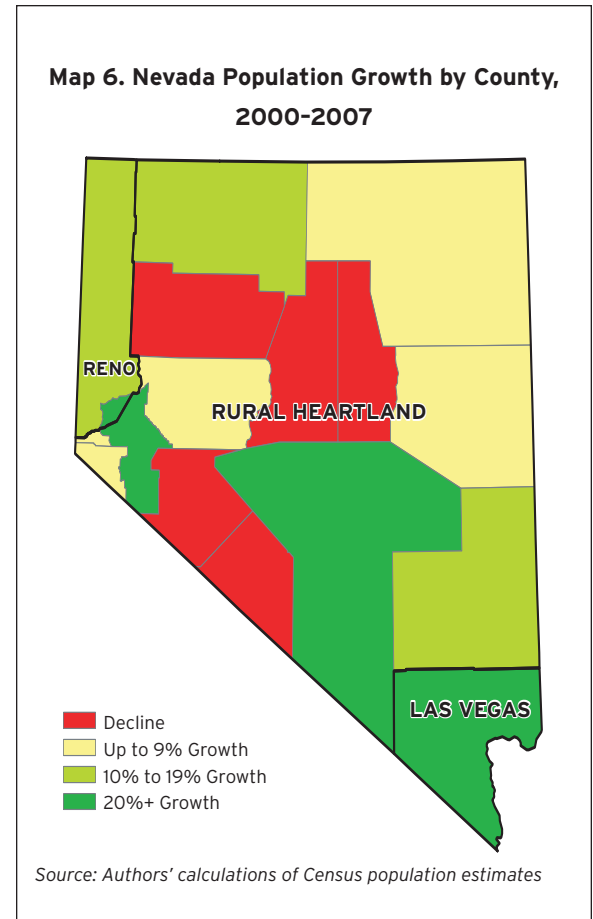 Map 6. Nevada Population Growth by County,
2000-2007
RENO
RURAL HEARTLAND
LAS VEGAS
Decline
Up to 9% Growth
10% to 19% Growth
20%+ Growth
Source: Authors' calculations of Census population estimates